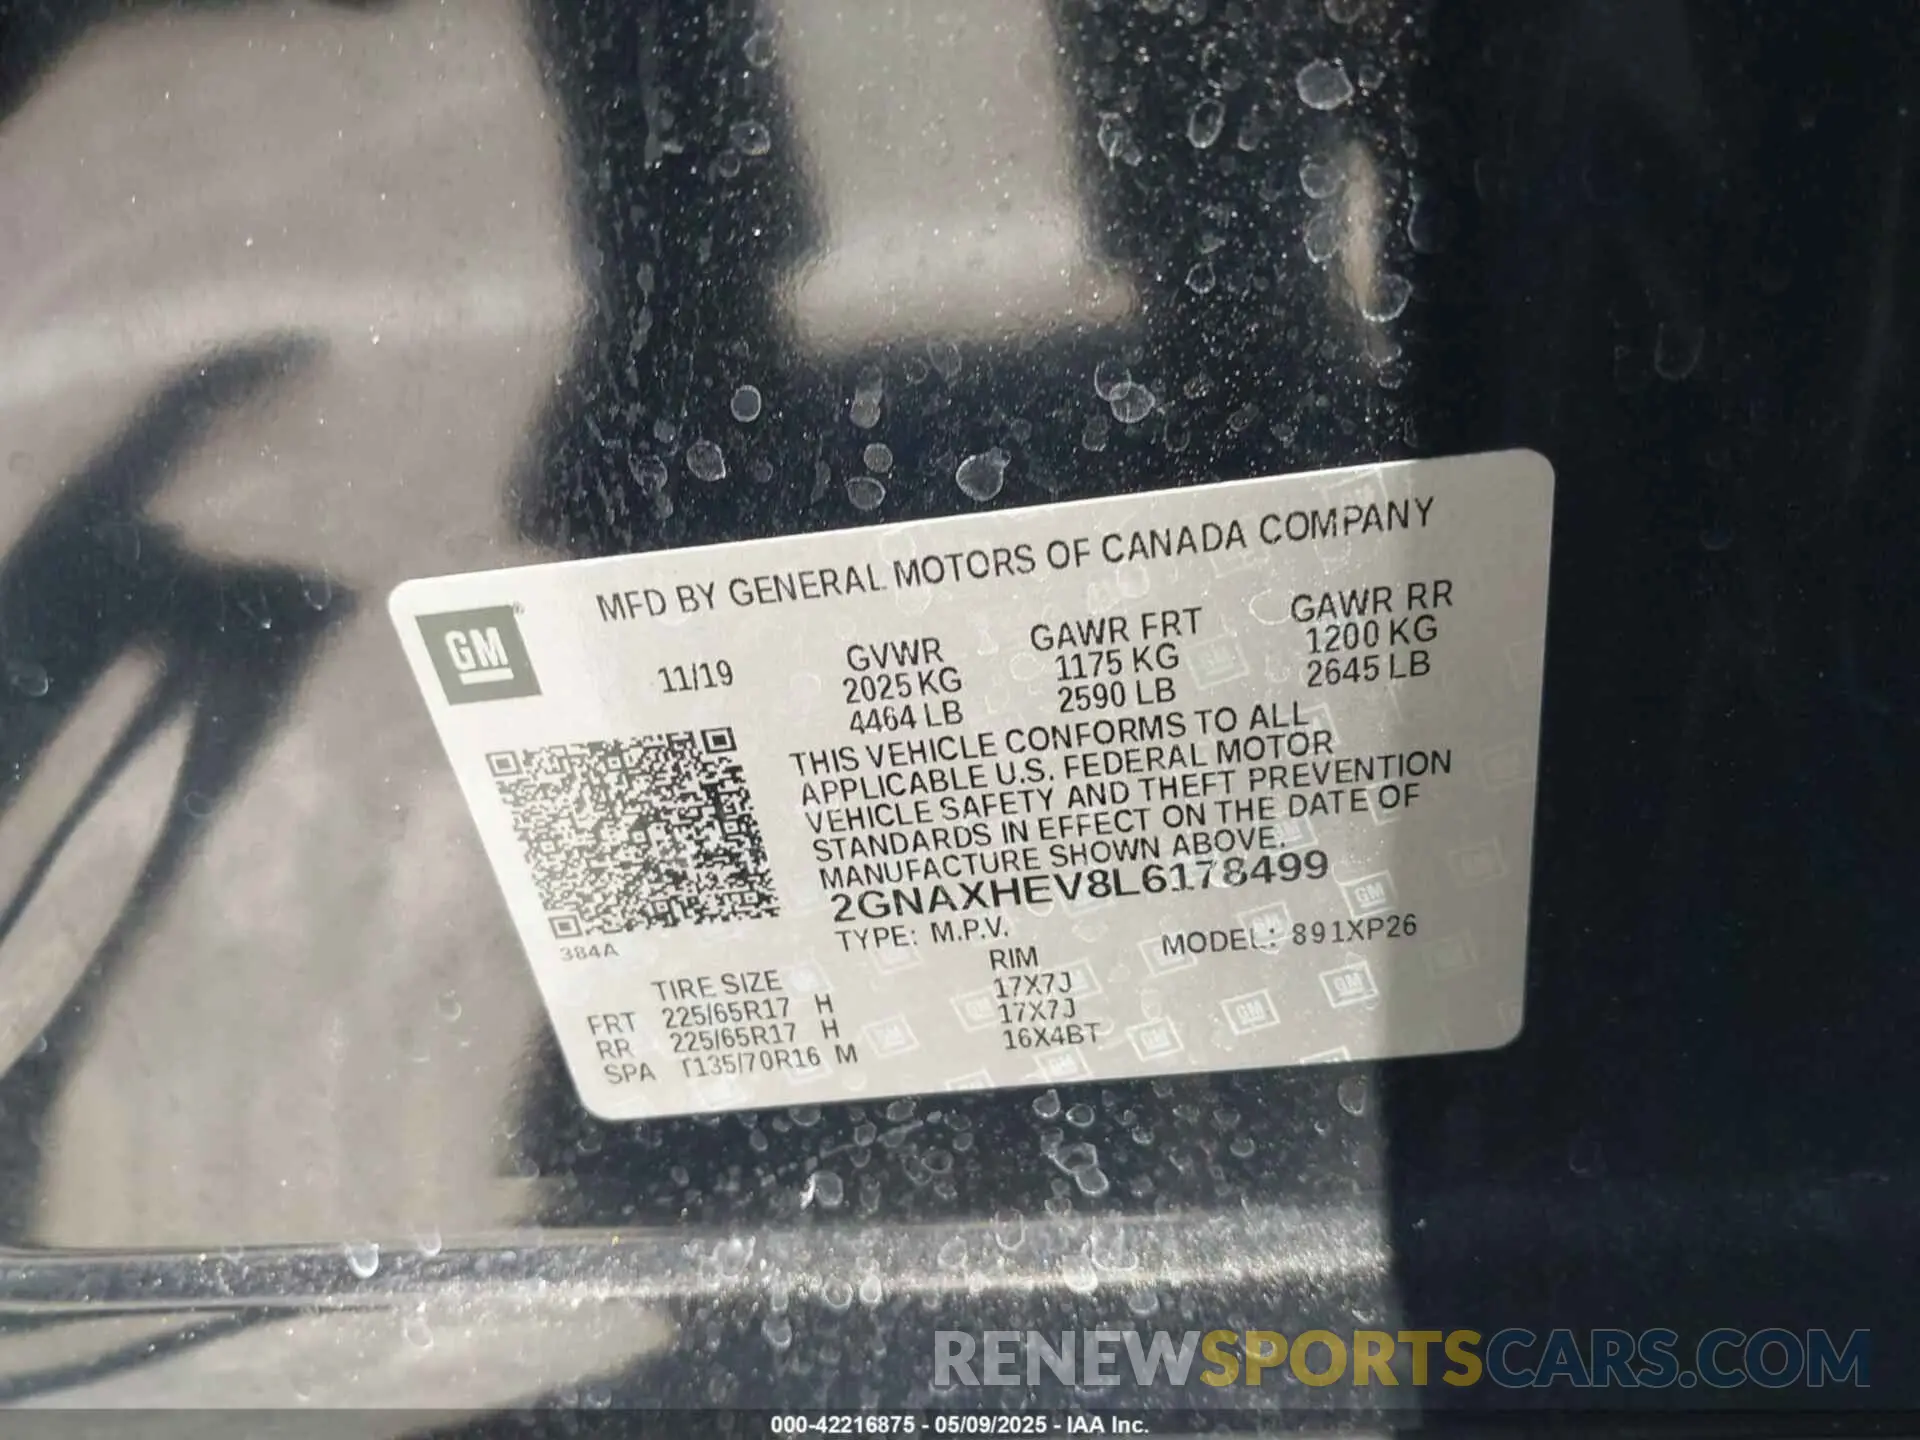 MFD BY GENERAL MOTORS OF CANADA COMPANY
GM®
11/19
GVWR
2025 KG
4464 LB
GAWR FRT
1175 KG
2590 LB
GAWR RR
1200 KG
2645 LB
THIS VEHICLE CONFORMS TO ALL
APPLICABLE U.S. FEDERAL MOTOR
VEHICLE SAFETY AND THEFT PREVENTION
STANDARDS IN EFFECT ON THE DATE OF
MANUFACTURE SHOWN ABOVE.
2GNAXHEV8L6178499
TYPE: M.P.V.
MODEL: 891XP26
384A
TIRE SIZE RIM
FRT 225/65R17 H 17X7J
RR 225/65R17 H 17X7J
SPA T135/70R16 M 16X4BT
RENEWSPORTSCARS.COM
000-42216875 - 05/09/2025 - IAA Inc.